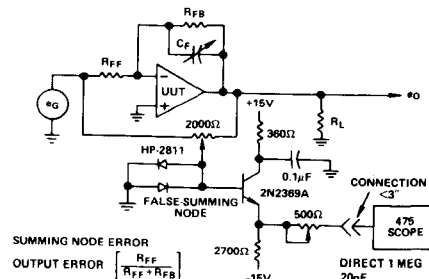 RFB
CF
RFF
UUT
−
+
eG
eO
2000Ω
+15V
360Ω
RL
HP-2811
0.1μF
2N2369A
FALSE-SUMMING
NODE
CONNECTION
<3"
500Ω
475
SCOPE
2700Ω
-15V
DIRECT 1 MEG
20pF
SUMMING NODE ERROR
OUTPUT ERROR [RFF / RFF + RFB]